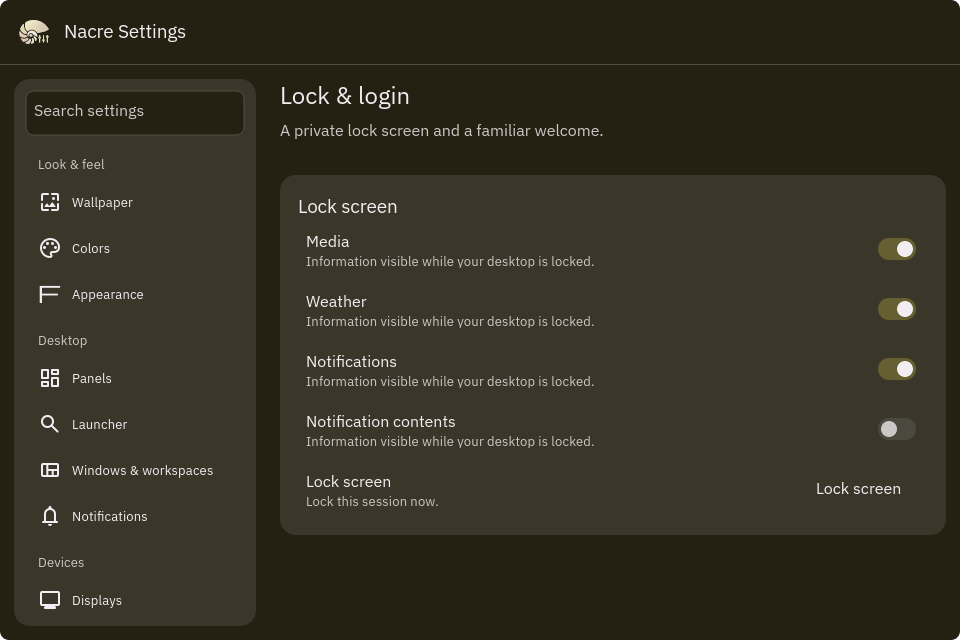 Nacre Settings
Search settings
Look & feel
Wallpaper
Colors
Appearance
Desktop
Panels
Launcher
Windows & workspaces
Notifications
Devices
Displays
Lock & login
A private lock screen and a familiar welcome.
Lock screen
Media
Information visible while your desktop is locked.
Weather
Information visible while your desktop is locked.
Notifications
Information visible while your desktop is locked.
Notification contents
Information visible while your desktop is locked.
Lock screen
Lock this session now.
Lock screen